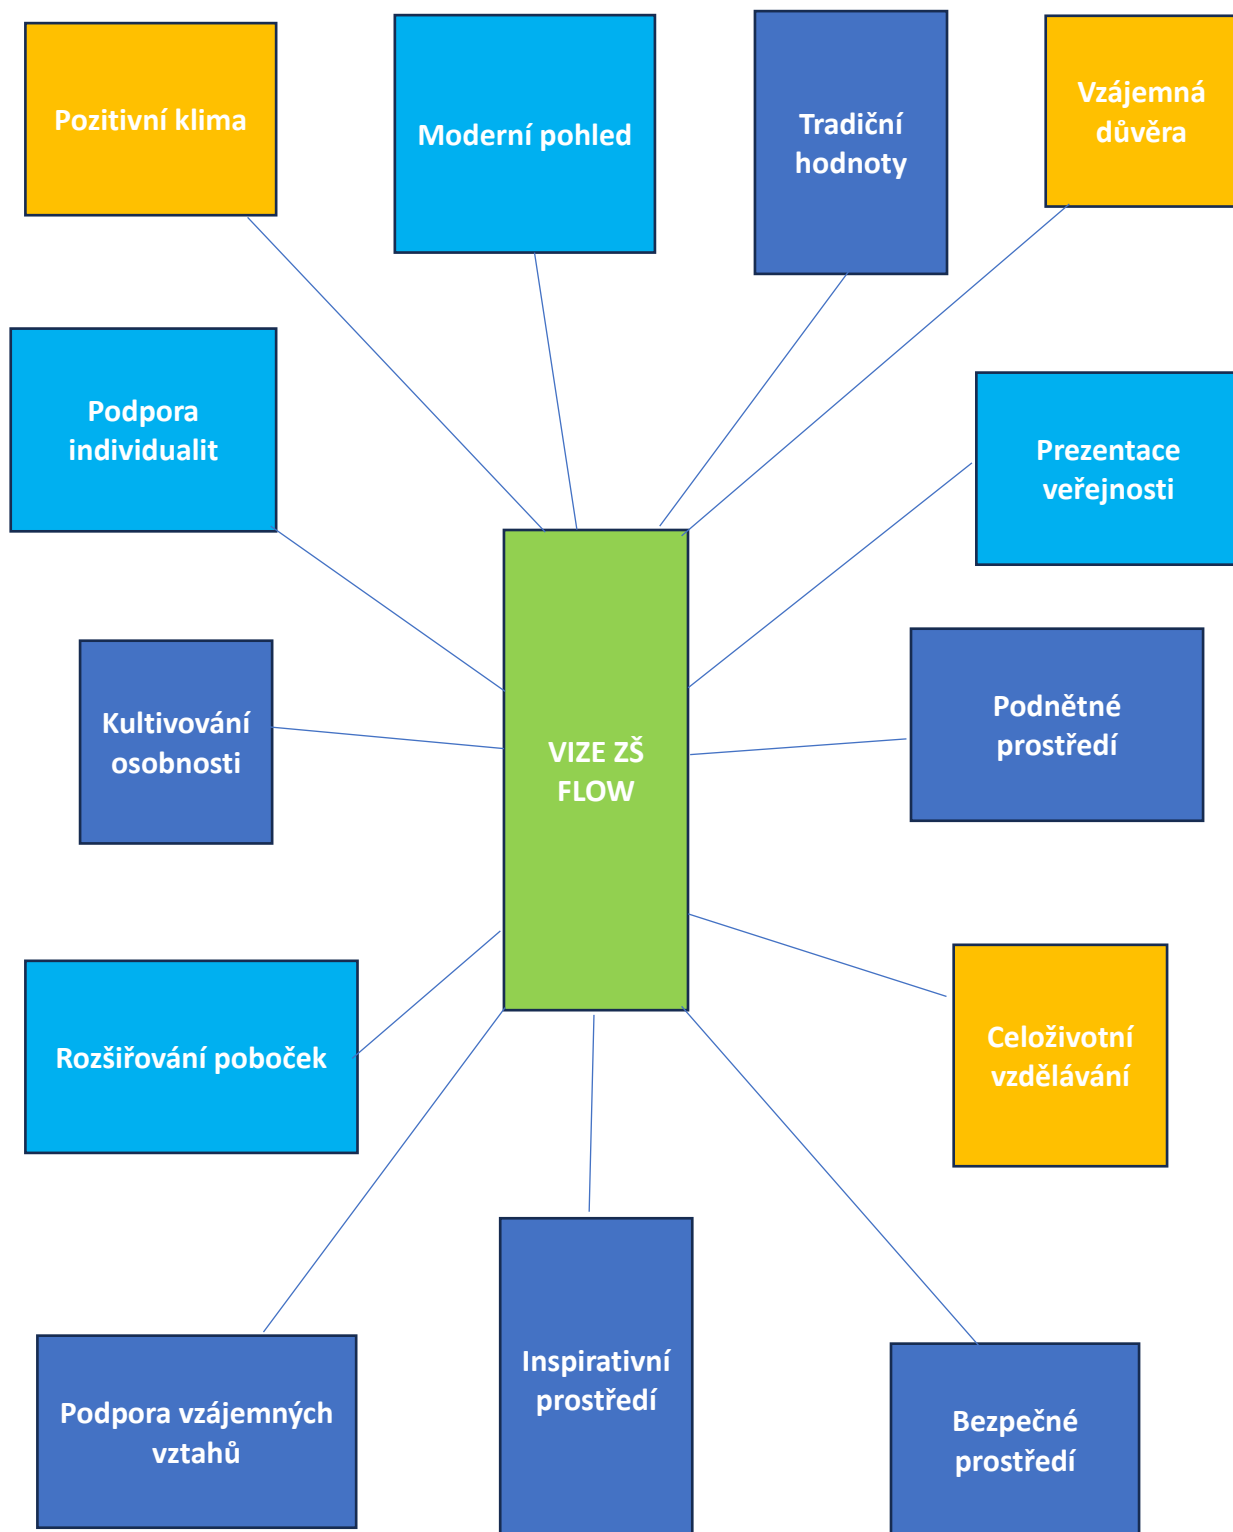 Pozitivní klima
Moderní pohled
Tradiční
hodnoty
Vzájemná
důvěra
Podpora
individualit
Prezentace
veřejnosti
Kultivování
osobnosti
VIZE ZŠ
FLOW
Podnětné
prostředí
Rozšiřování poboček
Celoživotní
vzdělávání
Podpora vzájemných
vztahů
Inspirativní
prostředí
Bezpečné
prostředí